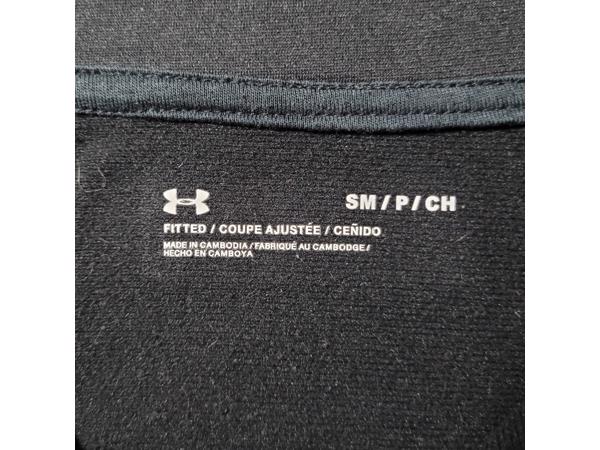 SM / P / CH
FITTED / COUPE AJUSTÉE / CEÑIDO
MADE IN CAMBODIA / FABRIQUÉ AU CAMBODGE /
HECHO EN CAMBOYA